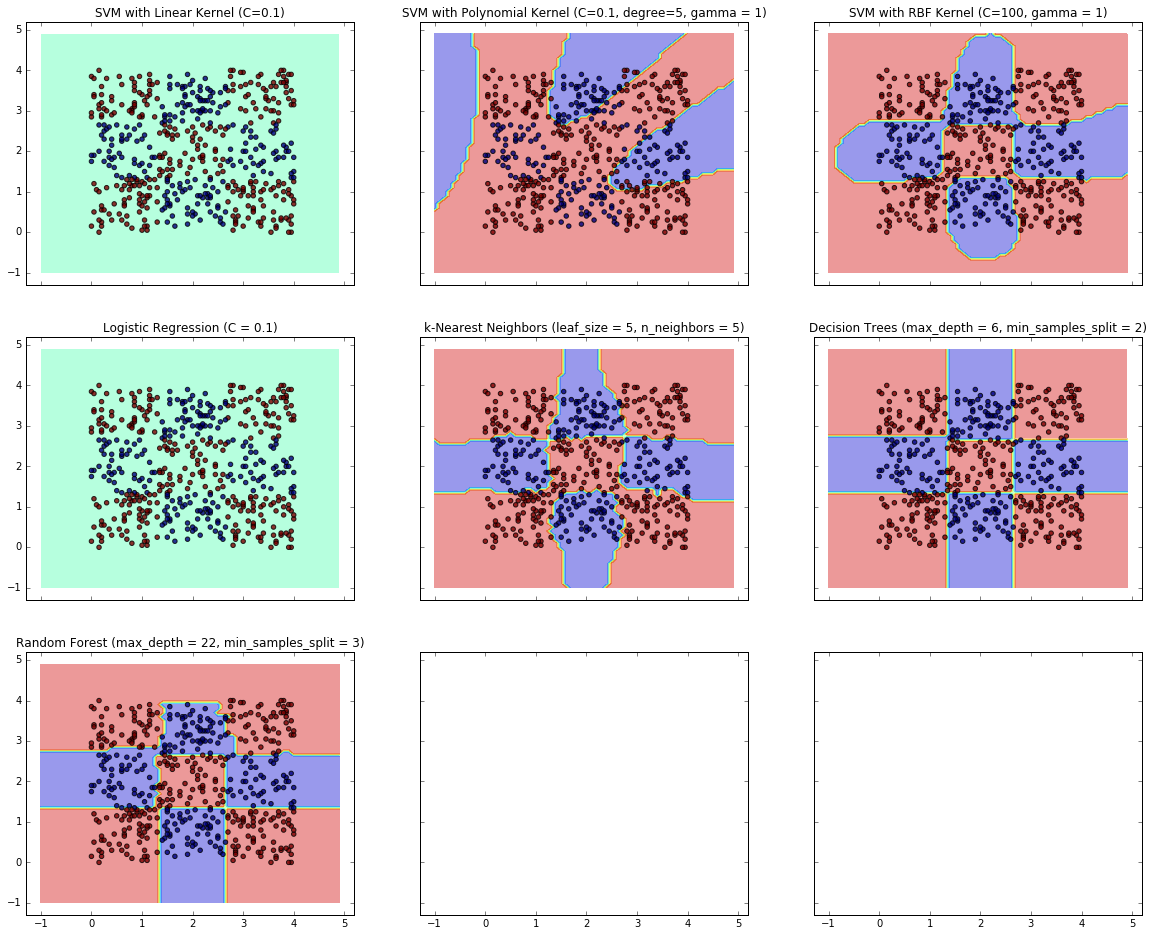 SVM with Linear Kernel (C=0.1)
SVM with Polynomial Kernel (C=0.1, degree=5, gamma = 1)
SVM with RBF Kernel (C=100, gamma = 1)
5
4
3
2
1
0
−1
Logistic Regression (C = 0.1)
k-Nearest Neighbors (leaf_size = 5, n_neighbors = 5)
Decision Trees (max_depth = 6, min_samples_split = 2)
5
4
3
2
1
0
−1
Random Forest (max_depth = 22, min_samples_split = 3)
5
4
3
2
1
0
−1
−1 0 1 2 3 4 5
−1 0 1 2 3 4 5
−1 0 1 2 3 4 5